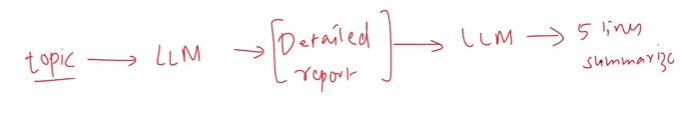 topic → LLM → [Detailed report] → LLM → 5 lines
summarize